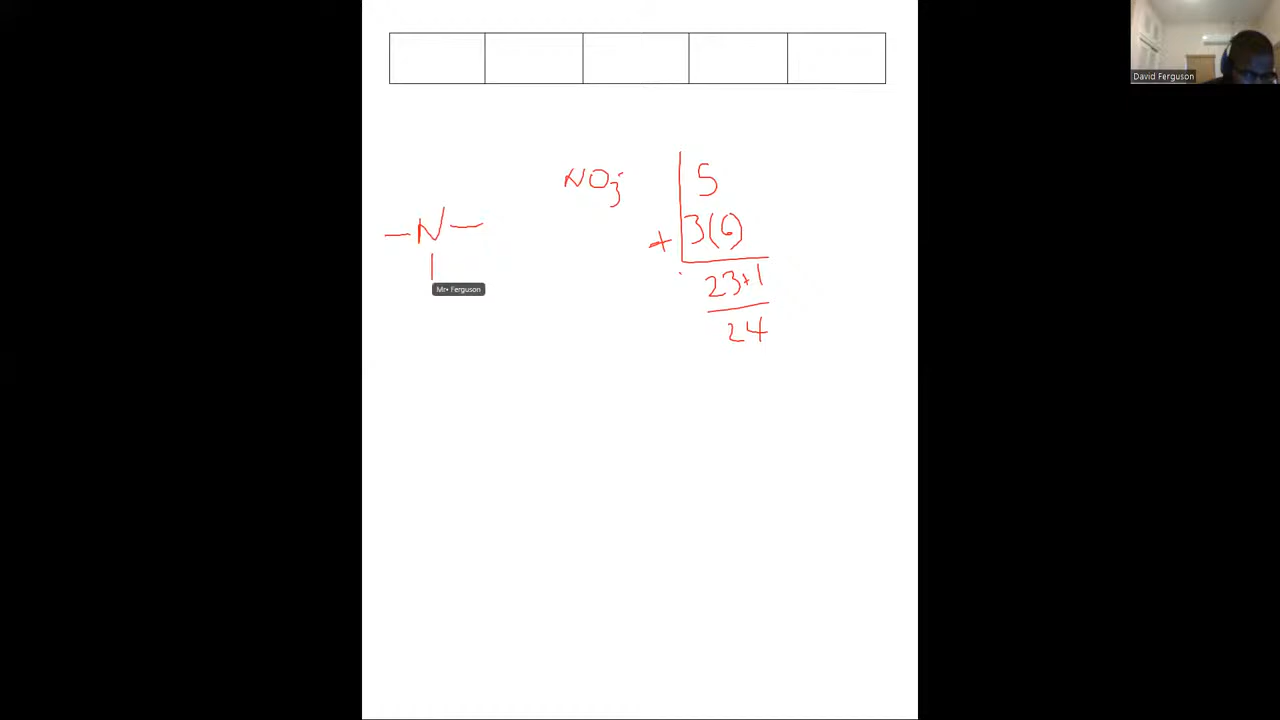 David Ferguson
NO₃⁻
5
3(6)
+
23+1
24
–N–
|
Mr• Ferguson